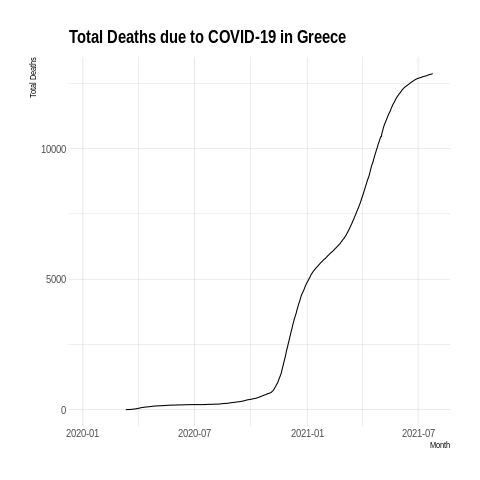 Total Deaths due to COVID-19 in Greece
Total Deaths
10000
5000
0
2020-01 2020-07 2021-01 2021-07
Month